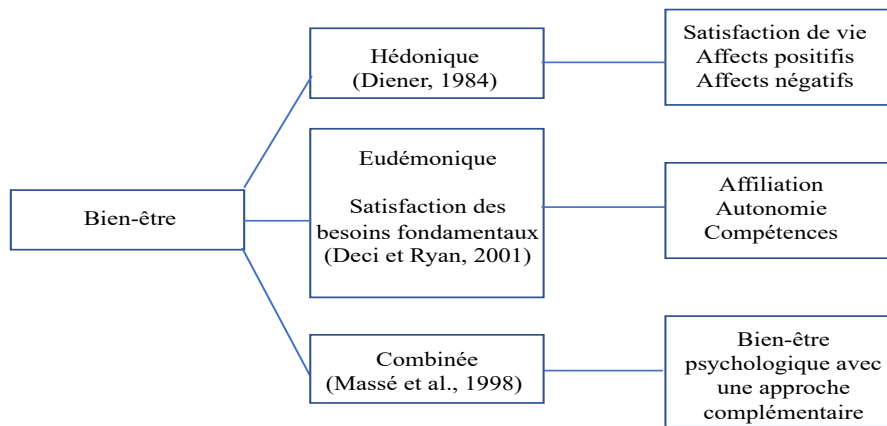 Bien-être
Hédonique
(Diener, 1984)
Satisfaction de vie
Affects positifs
Affects négatifs
Eudémonique
Satisfaction des
besoins fondamentaux
(Deci et Ryan, 2001)
Affiliation
Autonomie
Compétences
Combinée
(Massé et al., 1998)
Bien-être
psychologique avec
une approche
complémentaire